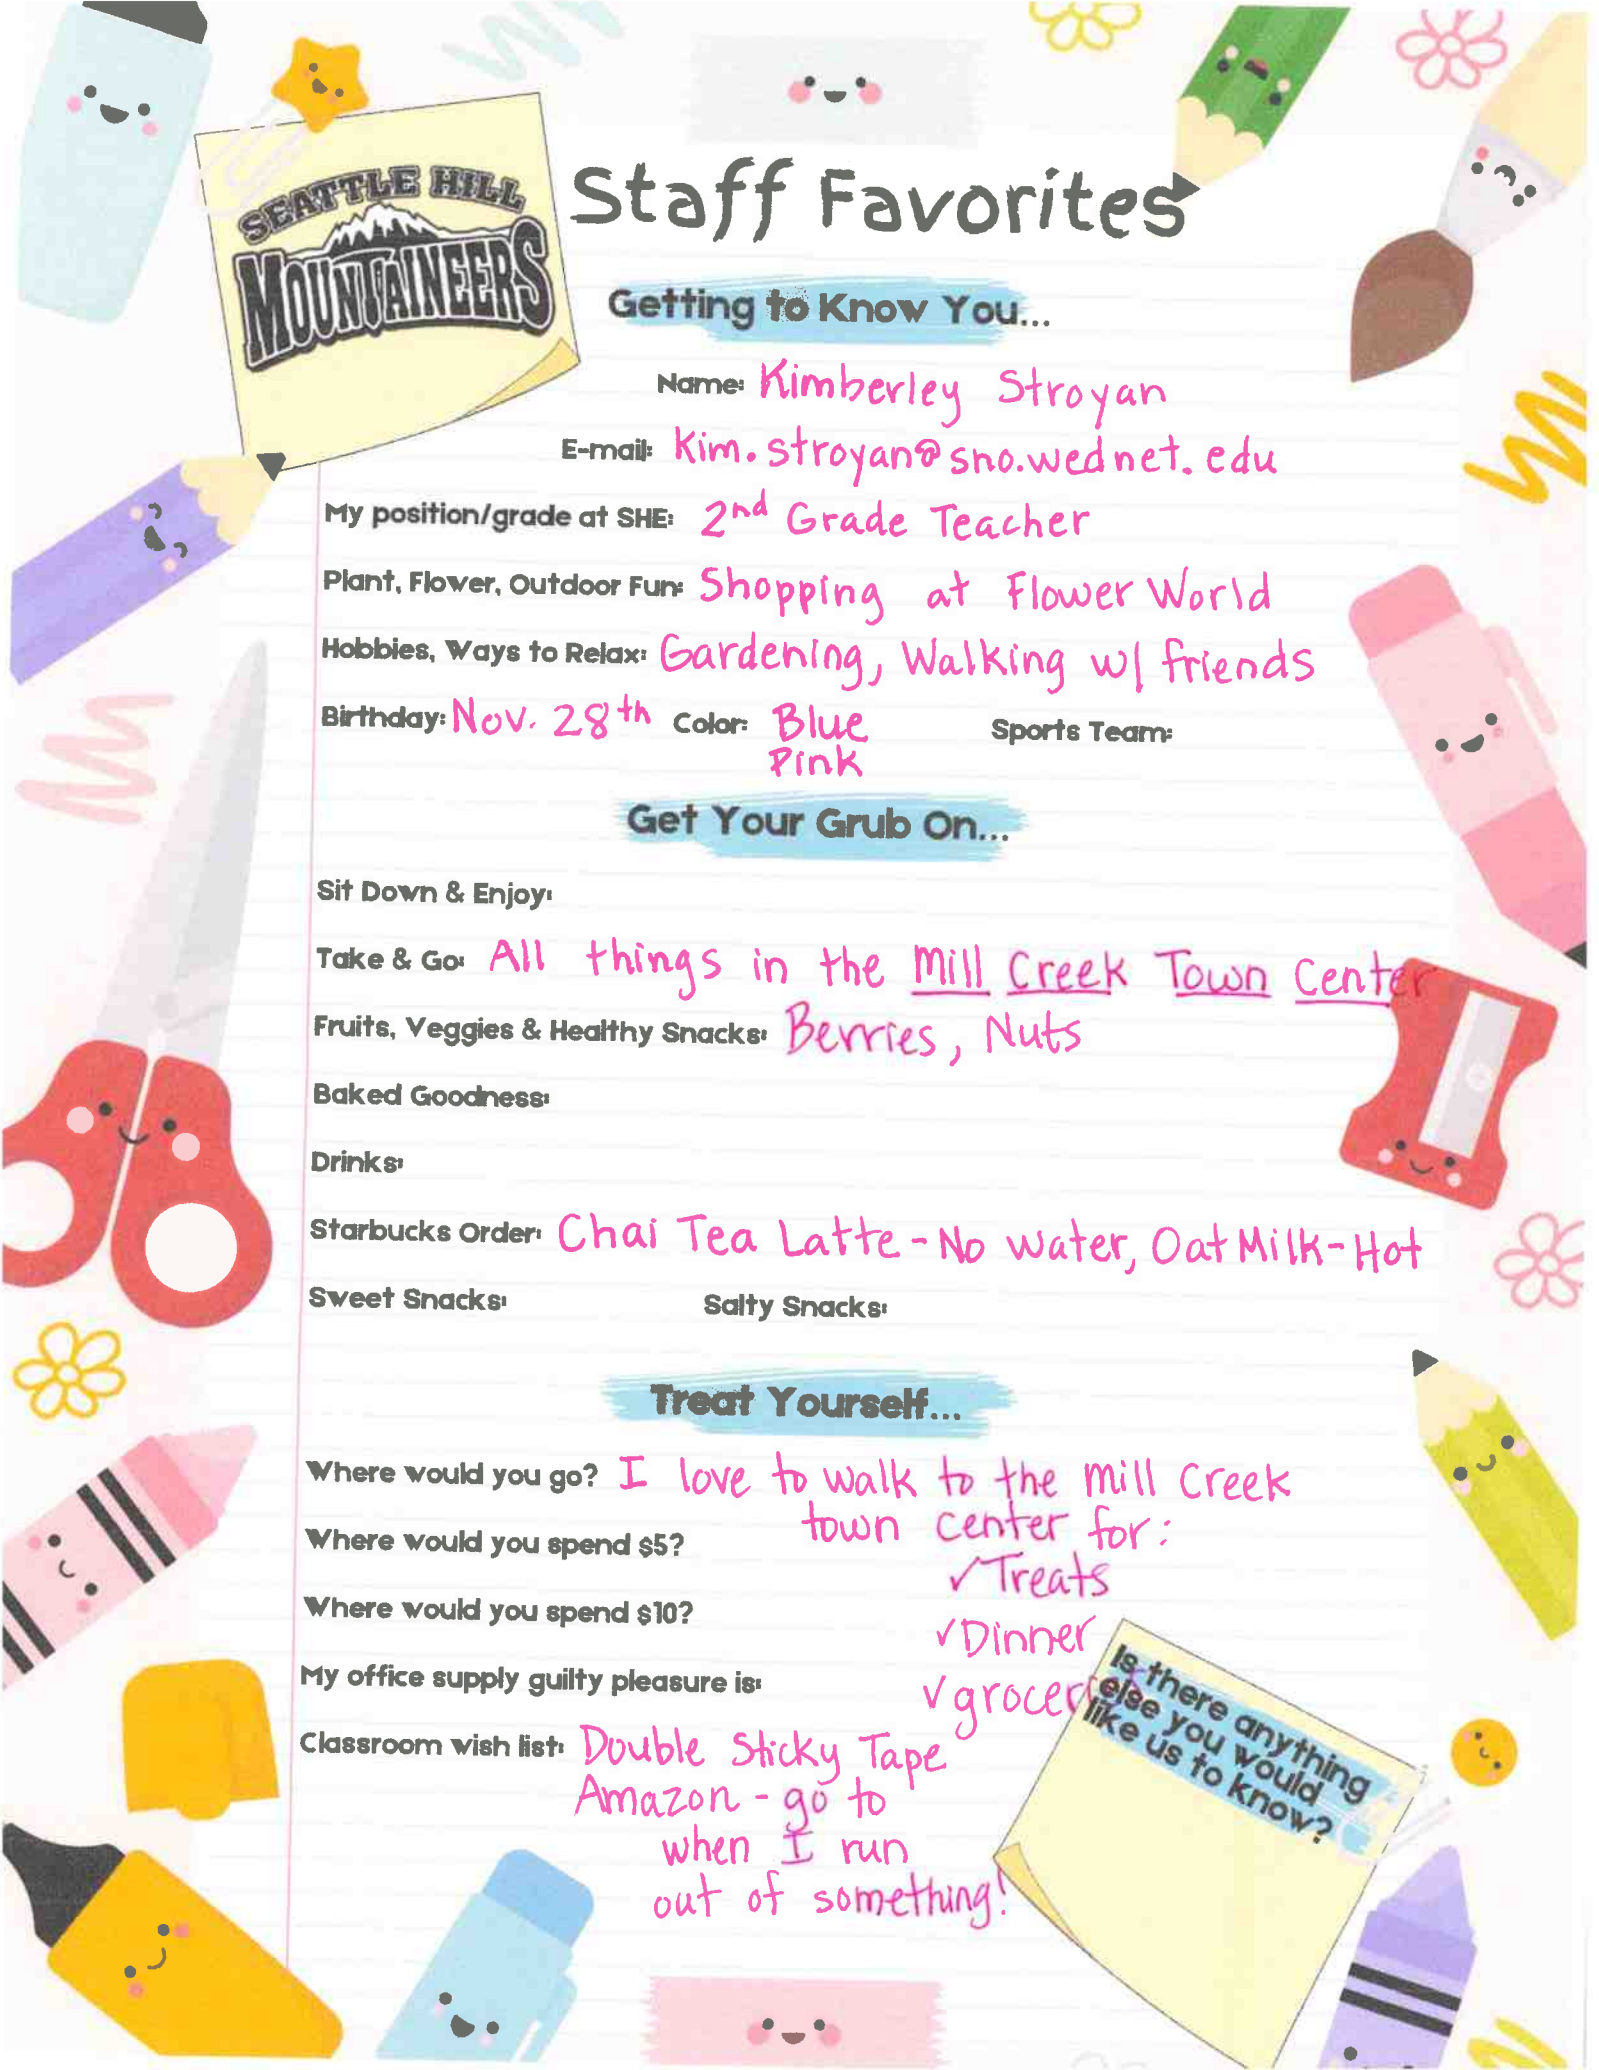 SEATTLE HILL
MOUNTAINEERS
Staff Favorites
Getting to Know You...
Name: Kimberley Stroyan
E-mail: Kim.stroyan@sno.wednet.edu
My position/grade at SHE: 2nd Grade Teacher
Plant, Flower, Outdoor Fun: Shopping at Flower World
Hobbies, Ways to Relax: Gardening, Walking w/ friends
Birthday: Nov. 28th Color: Blue Sports Team:
Pink
Get Your Grub On...
Sit Down & Enjoy:
Take & Go: All things in the Mill Creek Town Center
Fruits, Veggies & Healthy Snacks: Berries, Nuts
Baked Goodness:
Drinks:
Starbucks Order: Chai Tea Latte - No water, Oat Milk - Hot
Sweet Snacks: Salty Snacks:
Treat Yourself...
Where would you go? I love to walk to the Mill Creek
town center for:
Where would you spend $5?
✓Treats
Where would you spend $10?
✓Dinner
My office supply guilty pleasure is:
Classroom wish list: Double Sticky Tape
Amazon - go to
when I run
out of something!
Is there anything
else you would
like us to know?